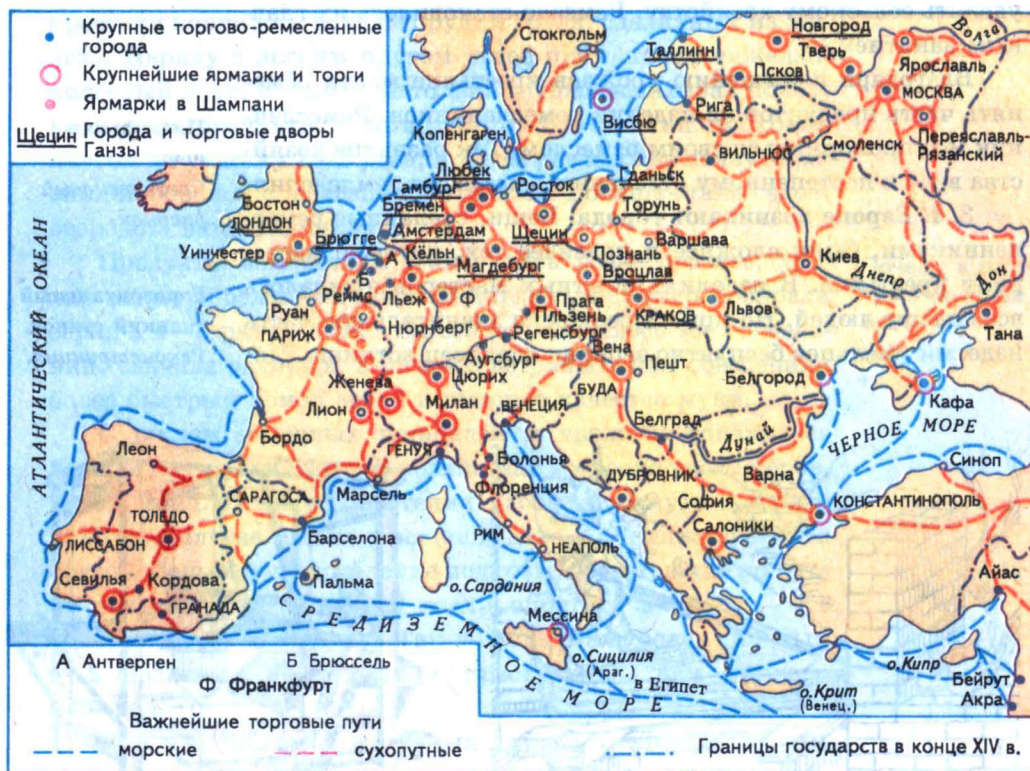 Крупные торгово-ремесленные
города
Крупнейшие ярмарки и торги
Ярмарки в Шампани
Щецин Города и торговые дворы
Ганзы
АТЛАНТИЧЕСКИЙ ОКЕАН
Стокгольм
Таллинн
Новгород
Тверь
Волга
Ярославль
Псков
МОСКВА
Рига
Висбю
Копенгаген
Переяславль-
Рязанский
Смоленск
ВИЛЬНЮС
Любек
Гамбург
Росток
Гданьск
Бремен
Торунь
Бостон
ЛОНДОН
Амстердам
Щецин
Варшава
Уинчестер
Брюгге
А
Кёльн
Познань
Киев
Днепр
Дон
Б
Магдебург
Вроцлав
Реймс
Льеж
Ф
Прага
Руан
Пльзень
КРАКОВ
Львов
Тана
ПАРИЖ
Нюрнберг
Регенсбург
Аугсбург
Вена
Пешт
Белгород
Женева
Цюрих
БУДА
Кафа
Лион
Милан
ВЕНЕЦИЯ
Белград
ЧЕРНОЕ МОРЕ
Дунай
Бордо
ГЕНУЯ
Болонья
Варна
Синоп
Леон
Марсель
Флоренция
ДУБРОВНИК
САРАГОСА
София
КОНСТАНТИНОПОЛЬ
ТОЛЕДО
Салоники
ЛИССАБОН
Барселона
РИМ
НЕАПОЛЬ
Севилья
Кордова
Пальма
о.Сардиния
Айас
ГРАНАДА
Мессина
СРЕДИЗЕМНОЕ МОРЕ
о.Сицилия
(Араг.)
в Египет
о.Крит
(Венец.)
о.Кипр
Бейрут
Акра
А Антверпен
Б Брюссель
Ф Франкфурт
Важнейшие торговые пути
морские
сухопутные
Границы государств в конце XIV в.